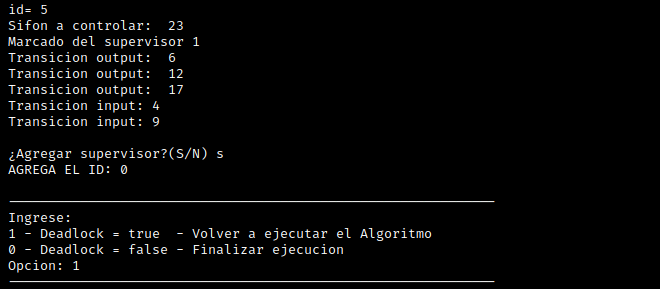 id= 5
Sifon a controlar:  23
Marcado del supervisor 1
Transicion output:  6
Transicion output:  12
Transicion output:  17
Transicion input: 4
Transicion input: 9
¿Agregar supervisor?(S/N) s
AGREGA EL ID: 0
Ingrese:
1 - Deadlock = true  - Volver a ejecutar el Algoritmo
0 - Deadlock = false - Finalizar ejecucion
Opcion: 1